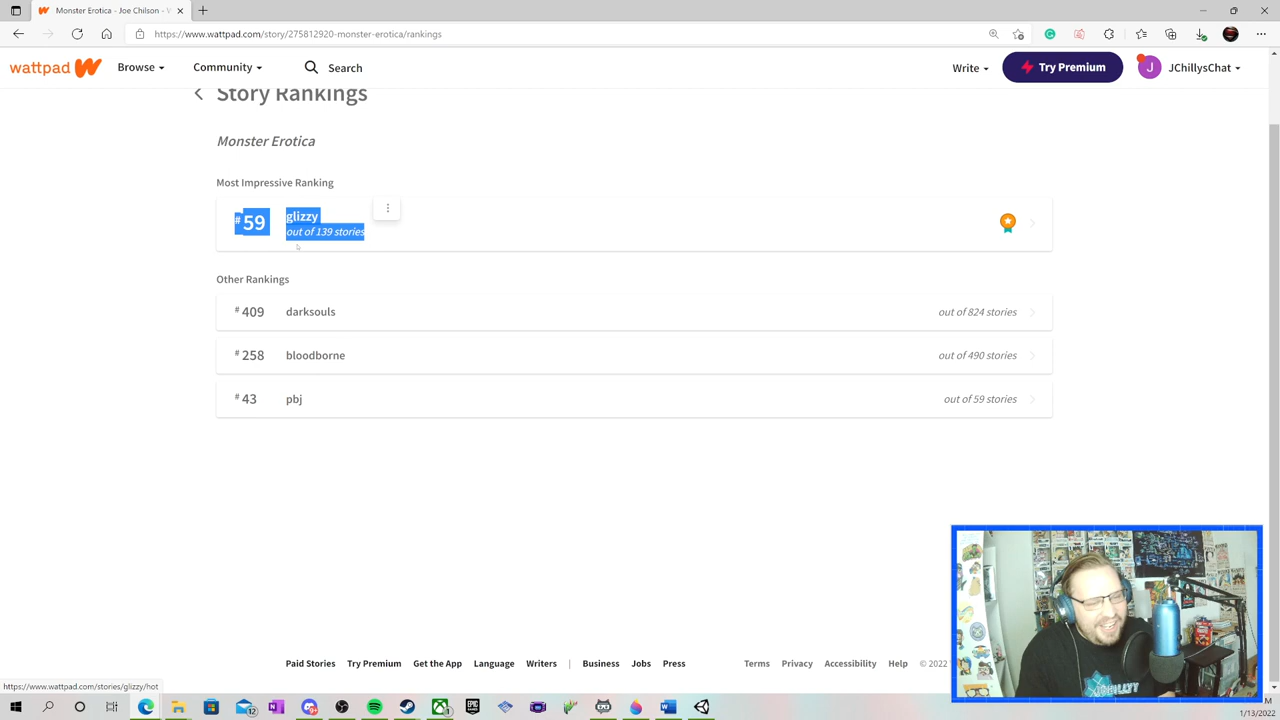 Monster Erotica - Joe Chilson - W
https://www.wattpad.com/story/275812920-monster-erotica/rankings
wattpad
Browse
Community
Search
Write
Try Premium
J
JChillysChat
Story Rankings
Monster Erotica
Most Impressive Ranking
#59
glizzy
out of 139 stories
Other Rankings
#409 darksouls out of 824 stories
#258 bloodborne out of 490 stories
#43 pbj out of 59 stories
Paid Stories Try Premium Get the App Language Writers | Business Jobs Press Terms Privacy Accessibility Help © 2022
https://www.wattpad.com/stories/glizzy/hot
1/13/2022